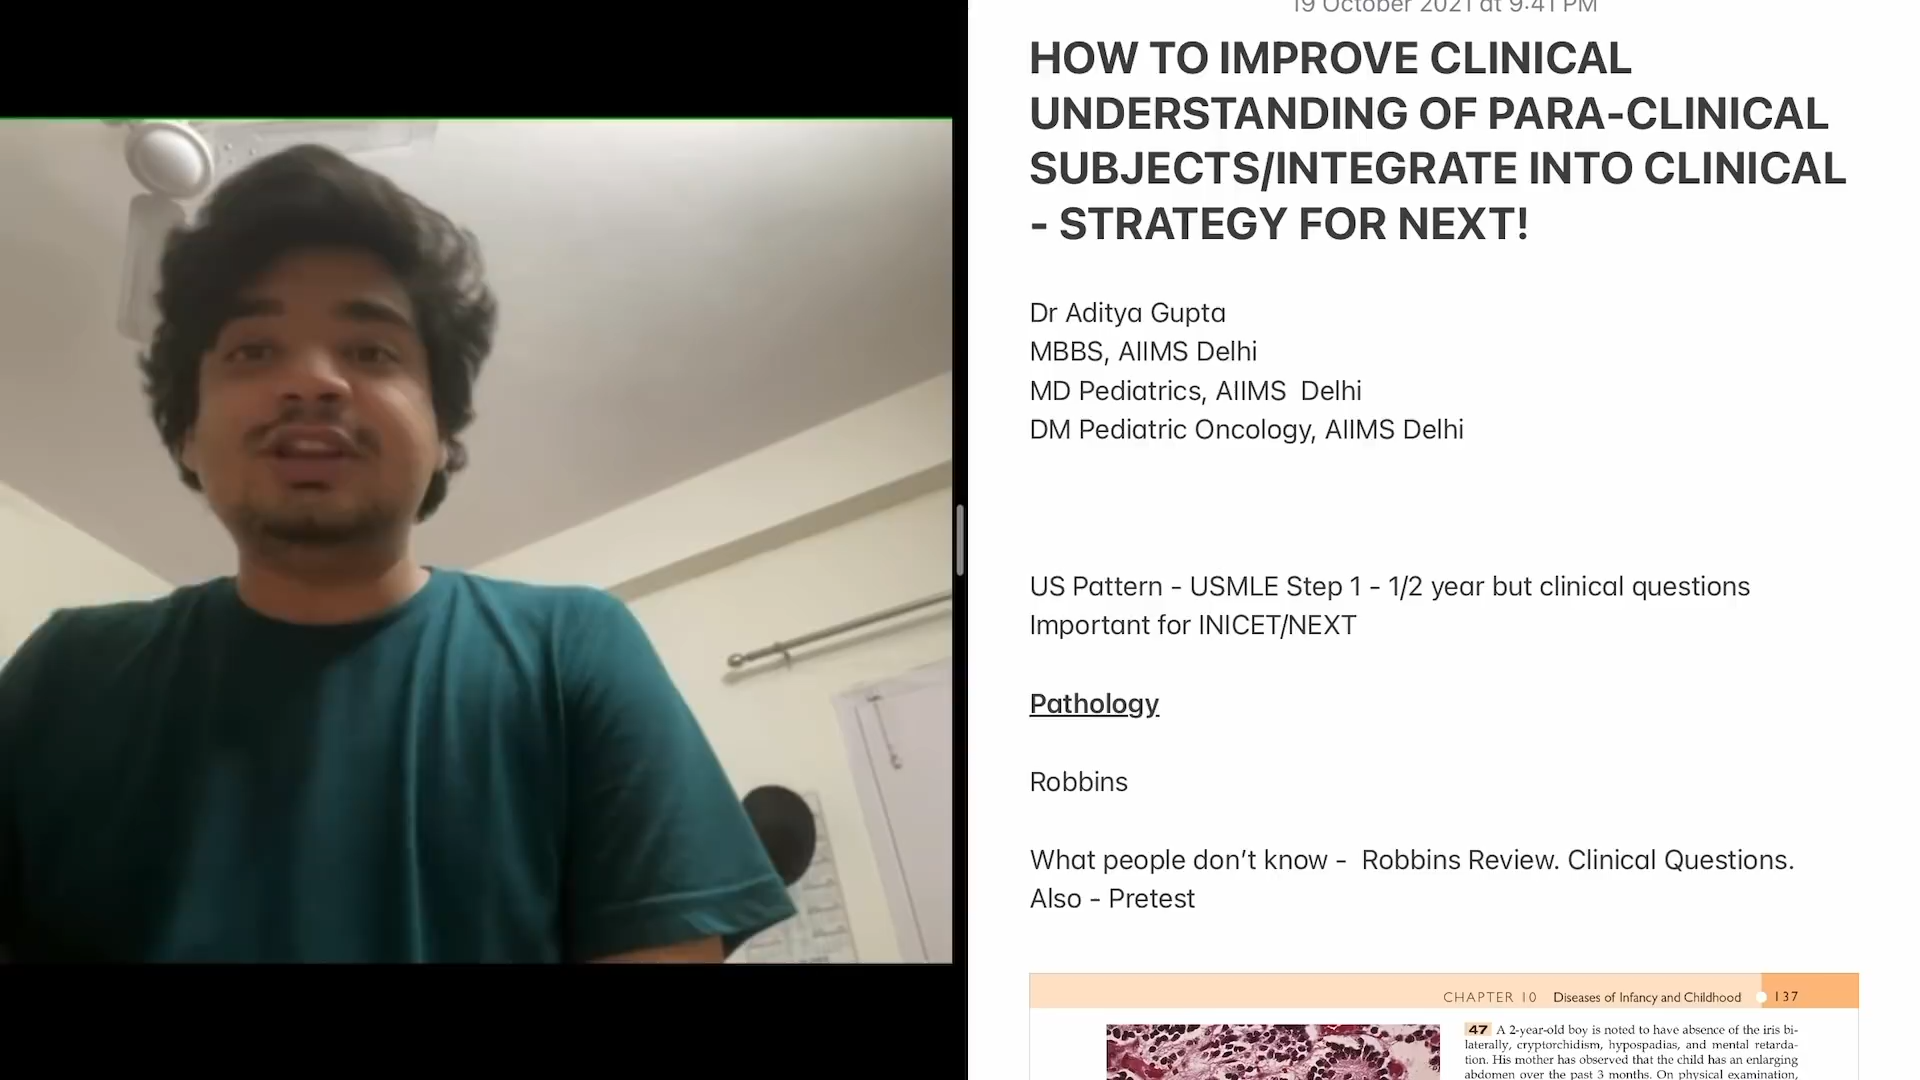 19 October 2021 at 9:41 PM
HOW TO IMPROVE CLINICAL
UNDERSTANDING OF PARA-CLINICAL
SUBJECTS/INTEGRATE INTO CLINICAL
- STRATEGY FOR NEXT!
Dr Aditya Gupta
MBBS, AIIMS Delhi
MD Pediatrics, AIIMS  Delhi
DM Pediatric Oncology, AIIMS Delhi
US Pattern - USMLE Step 1 - 1/2 year but clinical questions
Important for INICET/NEXT
Pathology
Robbins
What people don’t know -  Robbins Review. Clinical Questions.
Also - Pretest
CHAPTER 10 Diseases of Infancy and Childhood 137
47 A 2-year-old boy is noted to have absence of the iris bi-
laterally, cryptorchidism, hypospadias, and mental retarda-
tion. His mother has observed that the child has an enlarging
abdomen over the past 3 months. On physical examination,